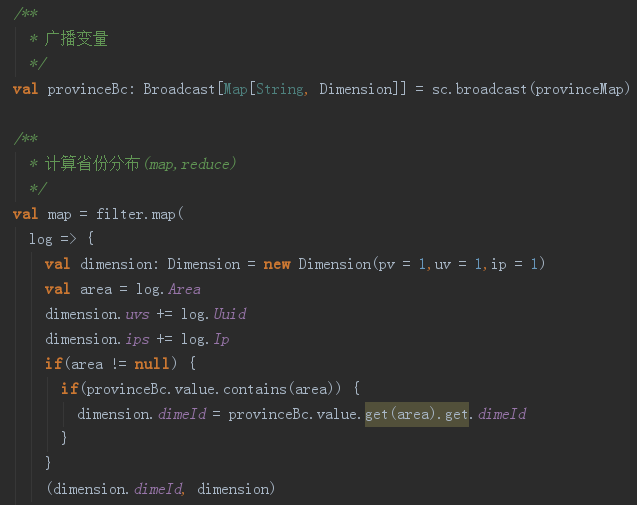 /**
 * 广播变量
 */
val provinceBc: Broadcast[Map[String, Dimension]] = sc.broadcast(provinceMap)
/**
 * 计算省份分布(map,reduce)
 */
val map = filter.map(
log => {
val dimension: Dimension = new Dimension(pv = 1,uv = 1,ip = 1)
val area = log.Area
dimension.uvs += log.Uuid
dimension.ips += log.Ip
if(area != null) {
if(provinceBc.value.contains(area)) {
dimension.dimeId = provinceBc.value.get(area).get.dimeId
}
}
(dimension.dimeId, dimension)